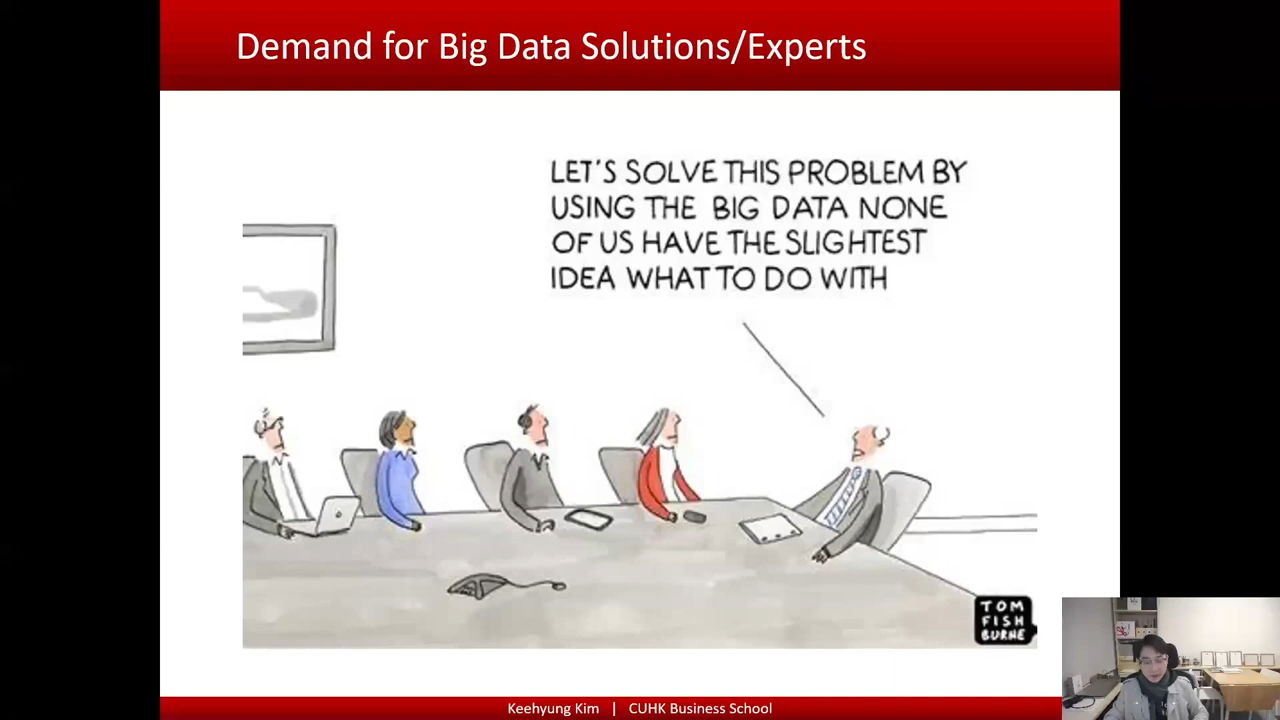 Demand for Big Data Solutions/Experts
LET'S SOLVE THIS PROBLEM BY
USING THE BIG DATA NONE
OF US HAVE THE SLIGHTEST
IDEA WHAT TO DO WITH
TOM
FISH
BURNE
Keehyung Kim | CUHK Business School